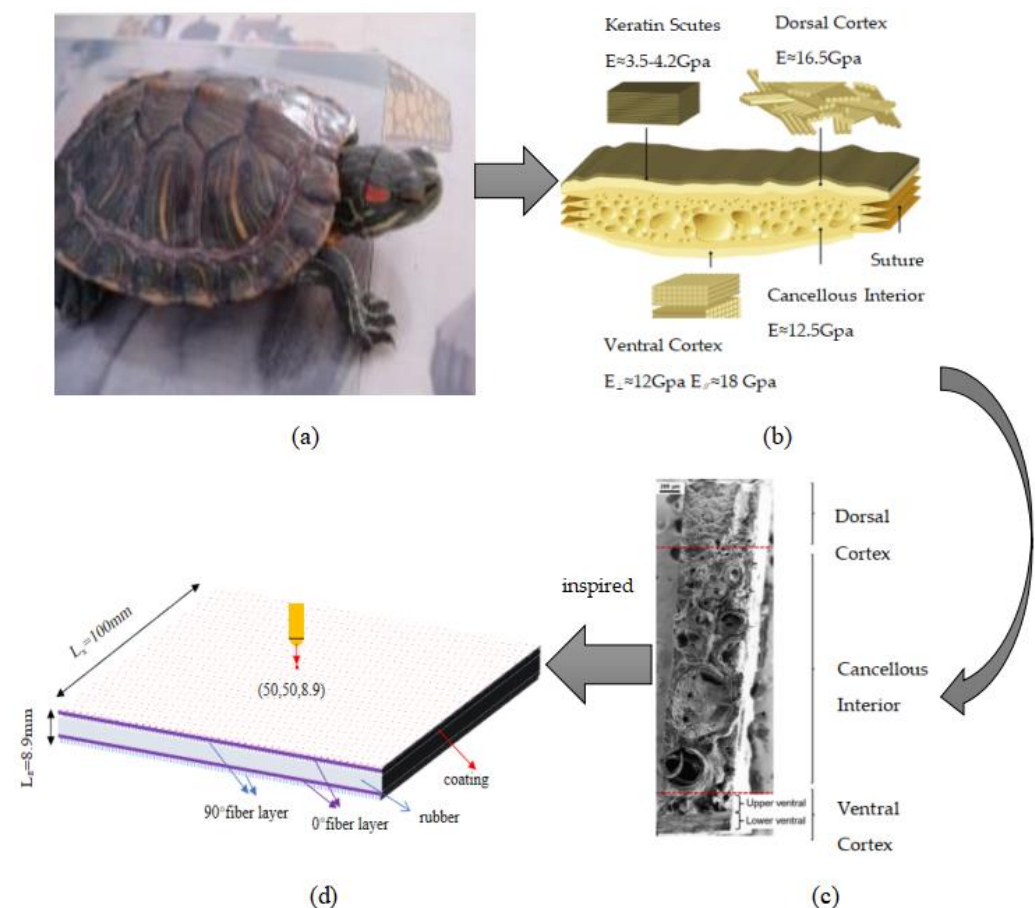 Keratin Scutes
E≈3.5-4.2Gpa
Dorsal Cortex
E≈16.5Gpa
Suture
Cancellous Interior
E≈12.5Gpa
Ventral Cortex
E⊥≈12Gpa E∥≈18 Gpa
(a)
(b)
Dorsal
Cortex
Cancellous
Interior
Upper ventral
Lower ventral
Ventral
Cortex
inspired
Lx=100mm
(50,50,8.9)
Lz=8.9mm
coating
rubber
90°fiber layer
0°fiber layer
(d)
(c)